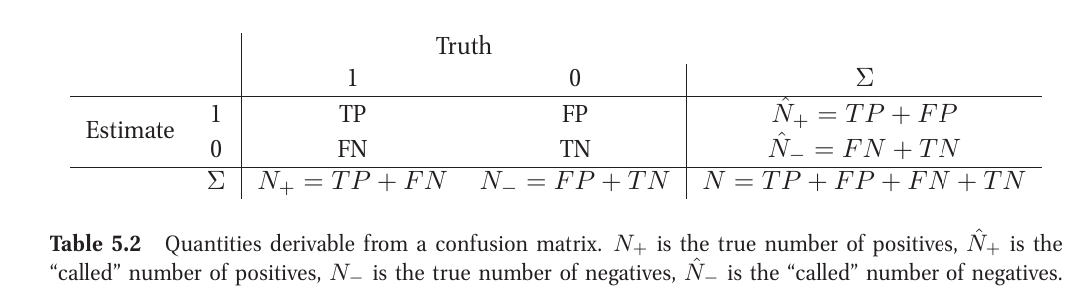 Truth
1 0 Σ
1 TP FP N̂₊ = TP + FP
Estimate
0 FN TN N̂₋ = FN + TN
Σ N₊ = TP + FN N₋ = FP + TN N = TP + FP + FN + TN
Table 5.2 Quantities derivable from a confusion matrix. N₊ is the true number of positives, N̂₊ is the
“called” number of positives, N₋ is the true number of negatives, N̂₋ is the “called” number of negatives.